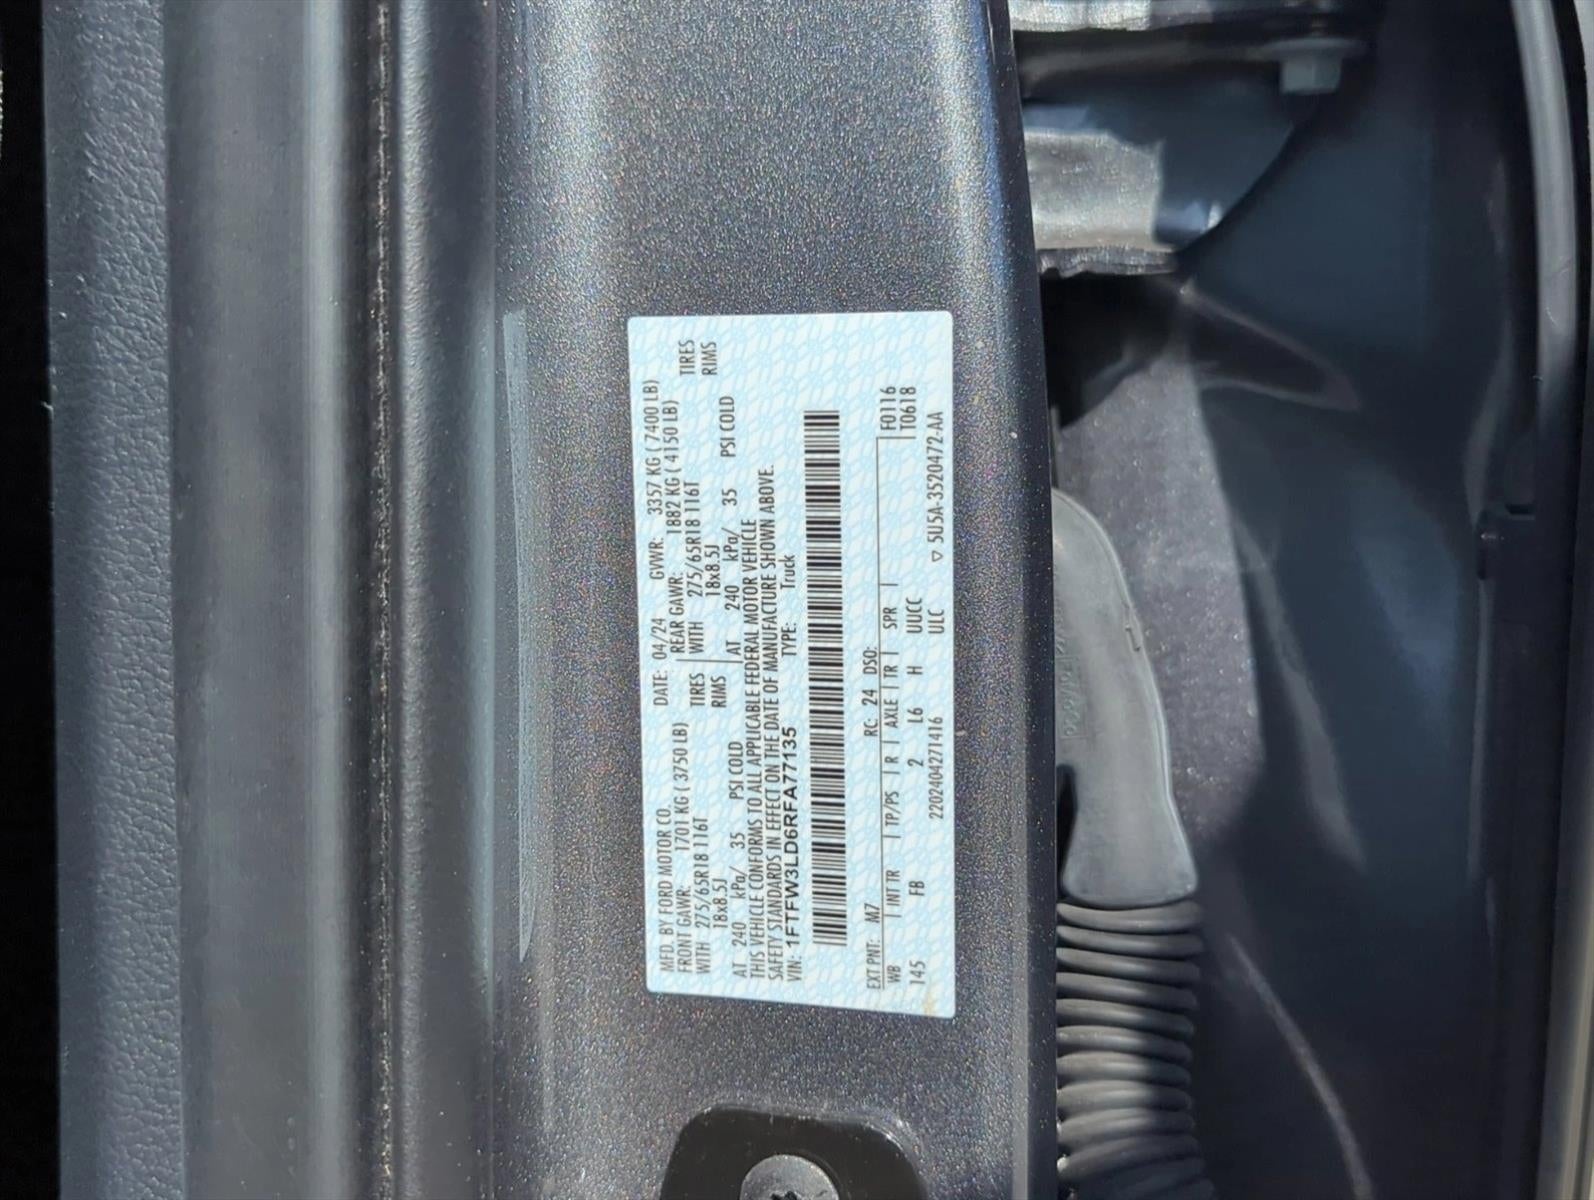 MFD. BY FORD MOTOR CO. DATE: 04/24 GVWR: 3357 KG ( 7400 LB)
FRONT GAWR: 1701 KG ( 3750 LB) REAR GAWR: 1882 KG ( 4150 LB)
WITH 275/65R18 116T TIRES WITH 275/65R18 116T TIRES
18x8.5J RIMS 18x8.5J RIMS
AT 240 kPa/ 35 PSI COLD AT 240 kPa/ 35 PSI COLD
THIS VEHICLE CONFORMS TO ALL APPLICABLE FEDERAL MOTOR VEHICLE
SAFETY STANDARDS IN EFFECT ON THE DATE OF MANUFACTURE SHOWN ABOVE.
VIN: 1FTFW3LD6RFA77135 TYPE: Truck
EXT PNT: M7 RC: 24 DSO:
WB INT TR TP/PS R AXLE TR SPR F0116
T0618
145 FB 2 L6 H UUCC
2202404271416 ULC ▽ 5U5A-3520472-AA